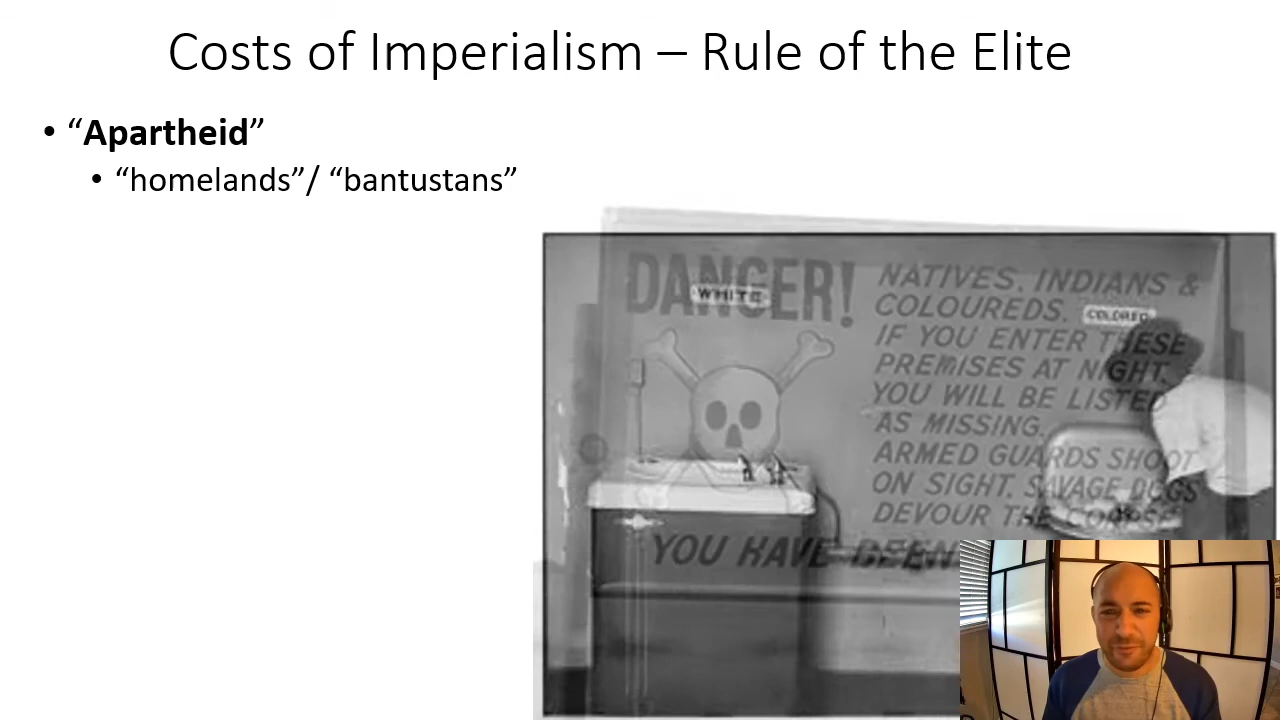 Costs of Imperialism – Rule of the Elite
• “Apartheid”
• “homelands”/ “bantustans”
DANGER!
WHITE
NATIVES, INDIANS &
COLOUREDS.
COLORED
IF YOU ENTER THESE
PREMISES AT NIGHT,
YOU WILL BE LISTED
AS MISSING.
ARMED GUARDS SHOOT
ON SIGHT. SAVAGE DOGS
DEVOUR THE CORPSE.
YOU HAVE BEEN